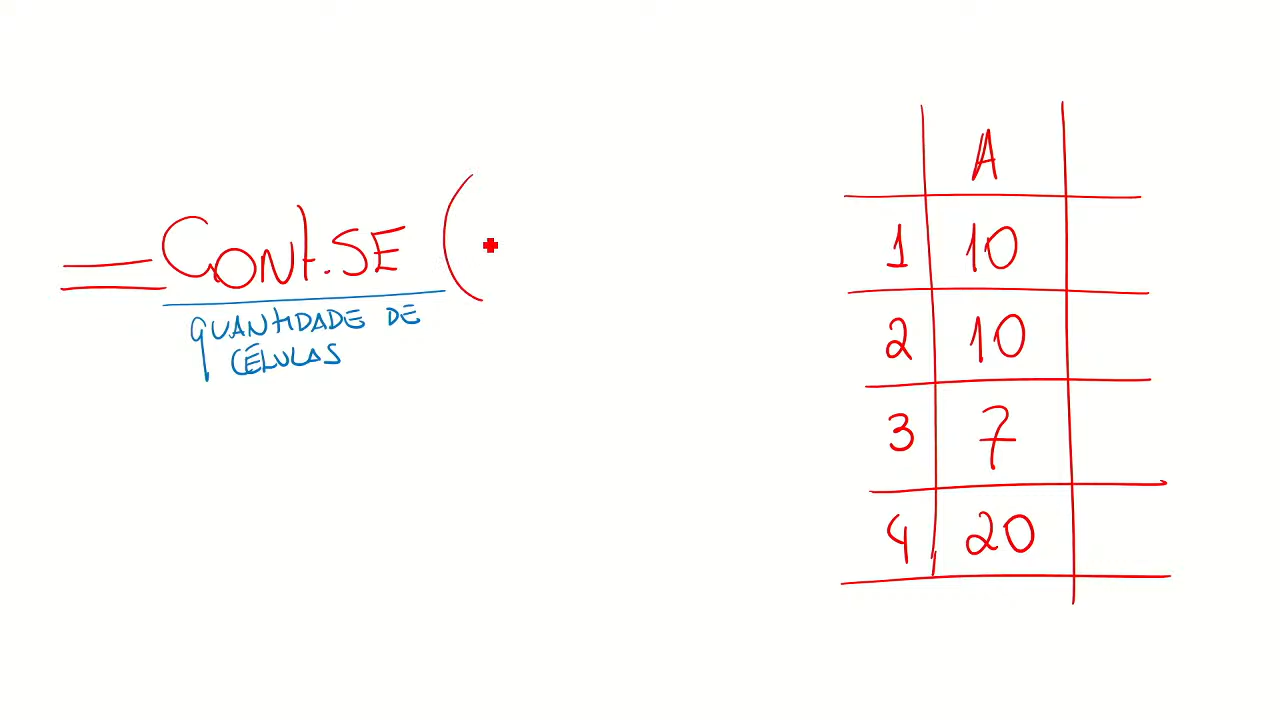 =CONT.SE (
QUANTIDADE DE
CÉLULAS
A
1 10
2 10
3 7
4 20